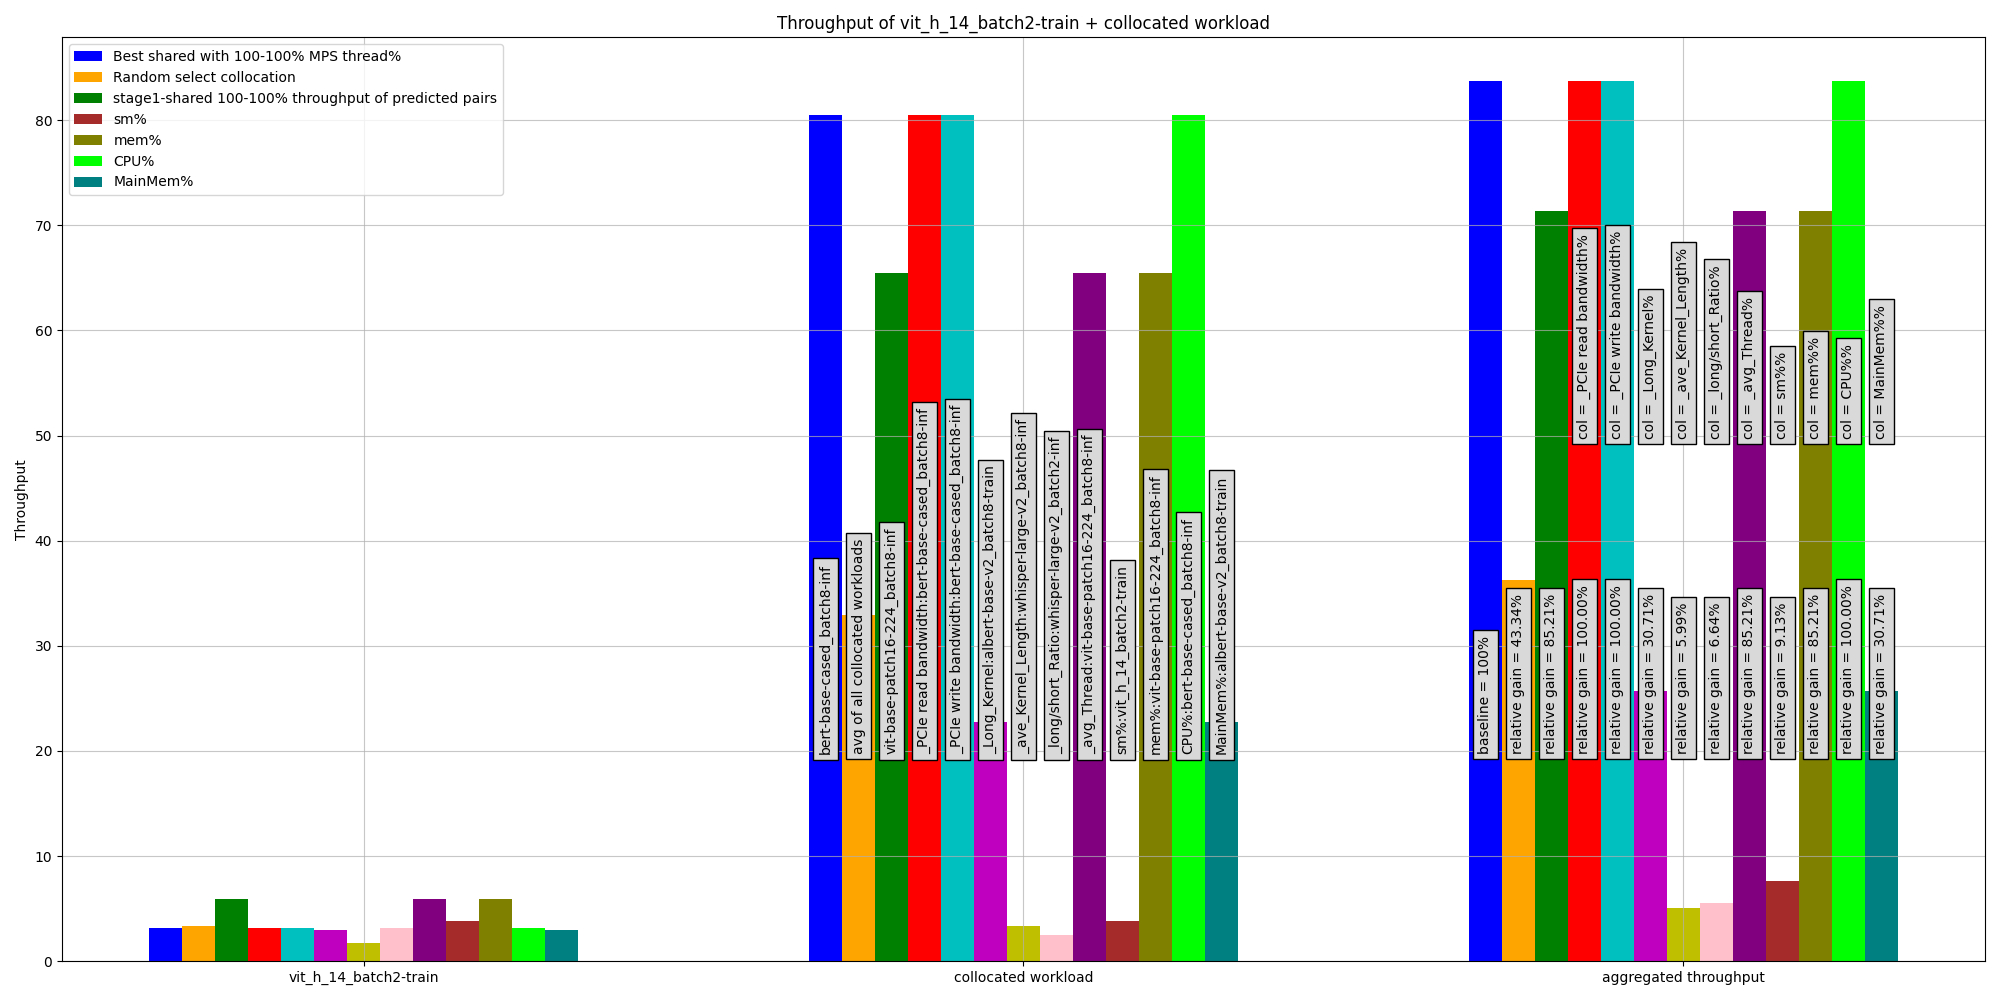 Throughput of vit_h_14_batch2-train + collocated workload
Best shared with 100-100% MPS thread%
Random select collocation
stage1-shared 100-100% throughput of predicted pairs
sm%
mem%
CPU%
MainMem%
Throughput
80
70
60
50
40
30
20
10
0
bert-base-cased_batch8-inf
avg of all collocated workloads
vit-base-patch16-224_batch8-inf
_PCIe read bandwidth:bert-base-cased_batch8-inf
_PCIe write bandwidth:bert-base-cased_batch8-inf
_Long_Kernel:albert-base-v2_batch8-train
_ave_Kernel_Length:whisper-large-v2_batch8-inf
_long/short_Ratio:whisper-large-v2_batch2-inf
_avg_Thread:vit-base-patch16-224_batch8-inf
sm%:vit_h_14_batch2-train
mem%:vit-base-patch16-224_batch8-inf
CPU%:bert-base-cased_batch8-inf
MainMem%:albert-base-v2_batch8-train
col = _PCIe read bandwidth%
col = _PCIe write bandwidth%
col = _Long_Kernel%
col = _ave_Kernel_Length%
col = _long/short_Ratio%
col = _avg_Thread%
col = sm%%
col = mem%%
col = CPU%%
col = MainMem%%
baseline = 100%
relative gain = 43.34%
relative gain = 85.21%
relative gain = 100.00%
relative gain = 100.00%
relative gain = 30.71%
relative gain = 5.99%
relative gain = 6.64%
relative gain = 85.21%
relative gain = 9.13%
relative gain = 85.21%
relative gain = 100.00%
relative gain = 30.71%
vit_h_14_batch2-train
collocated workload
aggregated throughput